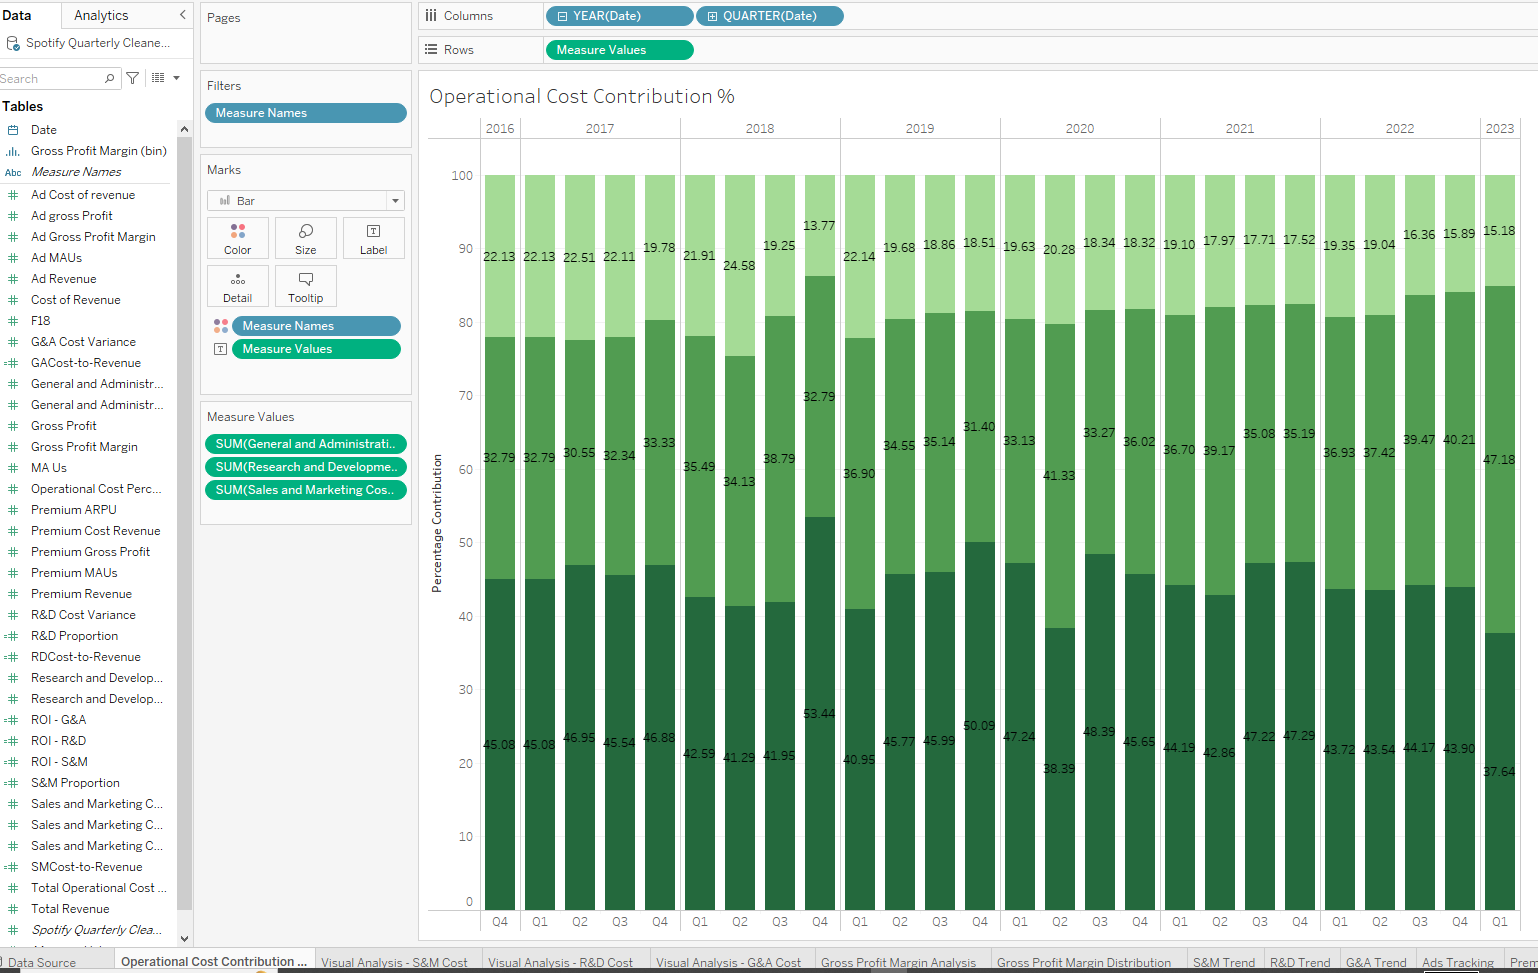 Data
Analytics
Spotify Quarterly Cleane...
Search
Tables
Date
Gross Profit Margin (bin)
Abc Measure Names
Ad Cost of revenue
Ad gross Profit
Ad Gross Profit Margin
Ad MAUs
Ad Revenue
Cost of Revenue
F18
G&A Cost Variance
GACost-to-Revenue
General and Administr...
General and Administr...
Gross Profit
Gross Profit Margin
MA Us
Operational Cost Perc...
Premium ARPU
Premium Cost Revenue
Premium Gross Profit
Premium MAUs
Premium Revenue
R&D Cost Variance
R&D Proportion
RDCost-to-Revenue
Research and Develop...
Research and Develop...
ROI - G&A
ROI - R&D
ROI - S&M
S&M Proportion
Sales and Marketing C...
Sales and Marketing C...
Sales and Marketing C...
SMCost-to-Revenue
Total Operational Cost ...
Total Revenue
Spotify Quarterly Clea...
Pages
Filters
Measure Names
Marks
Bar
Color
Size
T
Label
Detail
Tooltip
Measure Names
T
Measure Values
Measure Values
SUM(General and Administrati..
SUM(Research and Developme..
SUM(Sales and Marketing Cos..
Columns
YEAR(Date)
QUARTER(Date)
Rows
Measure Values
Operational Cost Contribution %
2016 2017 2018 2019 2020 2021 2022 2023
Percentage Contribution
100
90
80
70
60
50
40
30
20
10
0
22.13 22.13 22.51 22.11 19.78 21.91 24.58 19.25 13.77 22.14 19.68 18.86 18.51 19.63 20.28 18.34 18.32 19.10 17.97 17.71 17.52 19.35 19.04 16.36 15.89 15.18
32.79 32.79 30.55 32.34 33.33 35.49 34.13 38.79 32.79 36.90 34.55 35.14 31.40 33.13 41.33 33.27 36.02 36.70 39.17 35.08 35.19 36.93 37.42 39.47 40.21 47.18
45.08 45.08 46.95 45.54 46.88 42.59 41.29 41.95 53.44 40.95 45.77 45.99 50.09 47.24 38.39 48.39 45.65 44.19 42.86 47.22 47.29 43.72 43.54 44.17 43.90 37.64
Q4 Q1 Q2 Q3 Q4 Q1 Q2 Q3 Q4 Q1 Q2 Q3 Q4 Q1 Q2 Q3 Q4 Q1 Q2 Q3 Q4 Q1 Q2 Q3 Q4 Q1
Data Source
Operational Cost Contribution ...
Visual Analysis - S&M Cost
Visual Analysis - R&D Cost
Visual Analysis - G&A Cost
Gross Profit Margin Analysis
Gross Profit Margin Distribution
S&M Trend
R&D Trend
G&A Trend
Ads Tracking